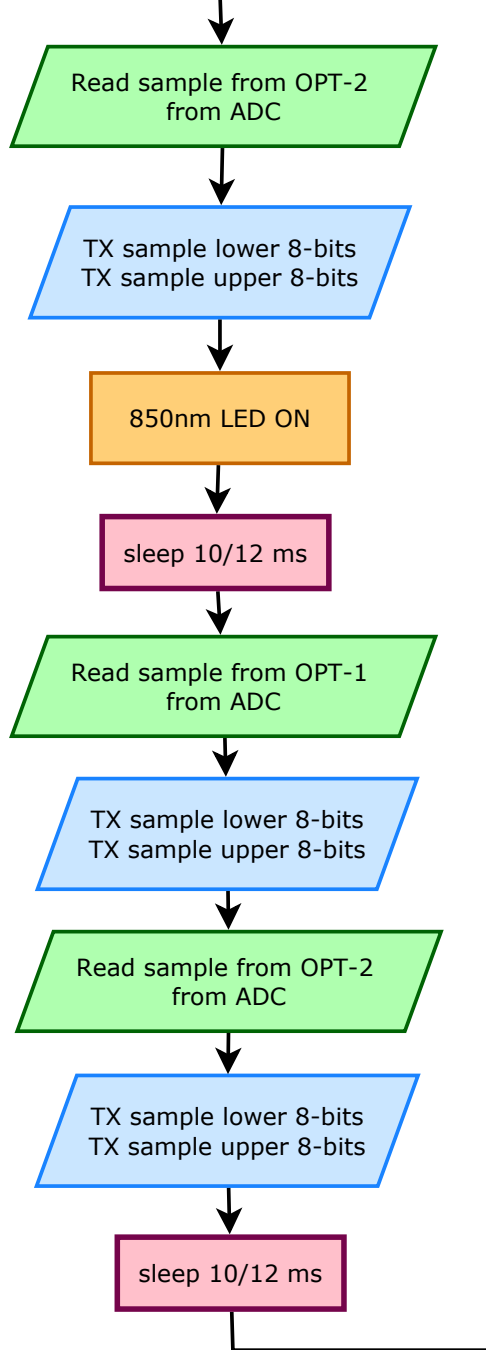 Read sample from OPT-2
from ADC
TX sample lower 8-bits
TX sample upper 8-bits
850nm LED ON
sleep 10/12 ms
Read sample from OPT-1
from ADC
TX sample lower 8-bits
TX sample upper 8-bits
Read sample from OPT-2
from ADC
TX sample lower 8-bits
TX sample upper 8-bits
sleep 10/12 ms